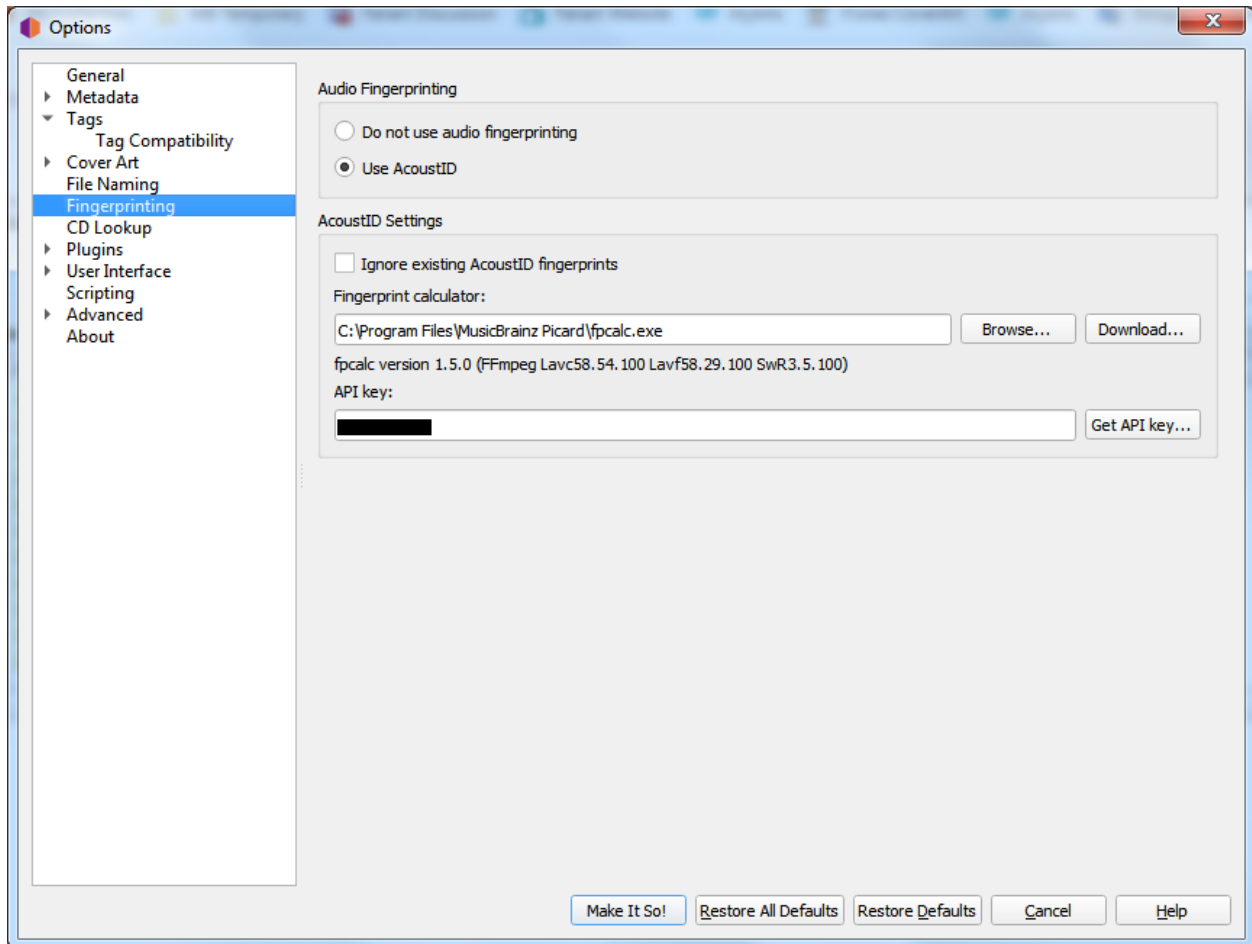 Options
X
General
Metadata
Tags
Tag Compatibility
Cover Art
File Naming
Fingerprinting
CD Lookup
Plugins
User Interface
Scripting
Advanced
About
Audio Fingerprinting
Do not use audio fingerprinting
Use AcoustID
AcoustID Settings
Ignore existing AcoustID fingerprints
Fingerprint calculator:
C:\Program Files\MusicBrainz Picard\fpcalc.exe Browse... Download...
fpcalc version 1.5.0 (FFmpeg Lavc58.54.100 Lavf58.29.100 SwR3.5.100)
API key:
Get API key...
Make It So! Restore All Defaults Restore Defaults Cancel Help